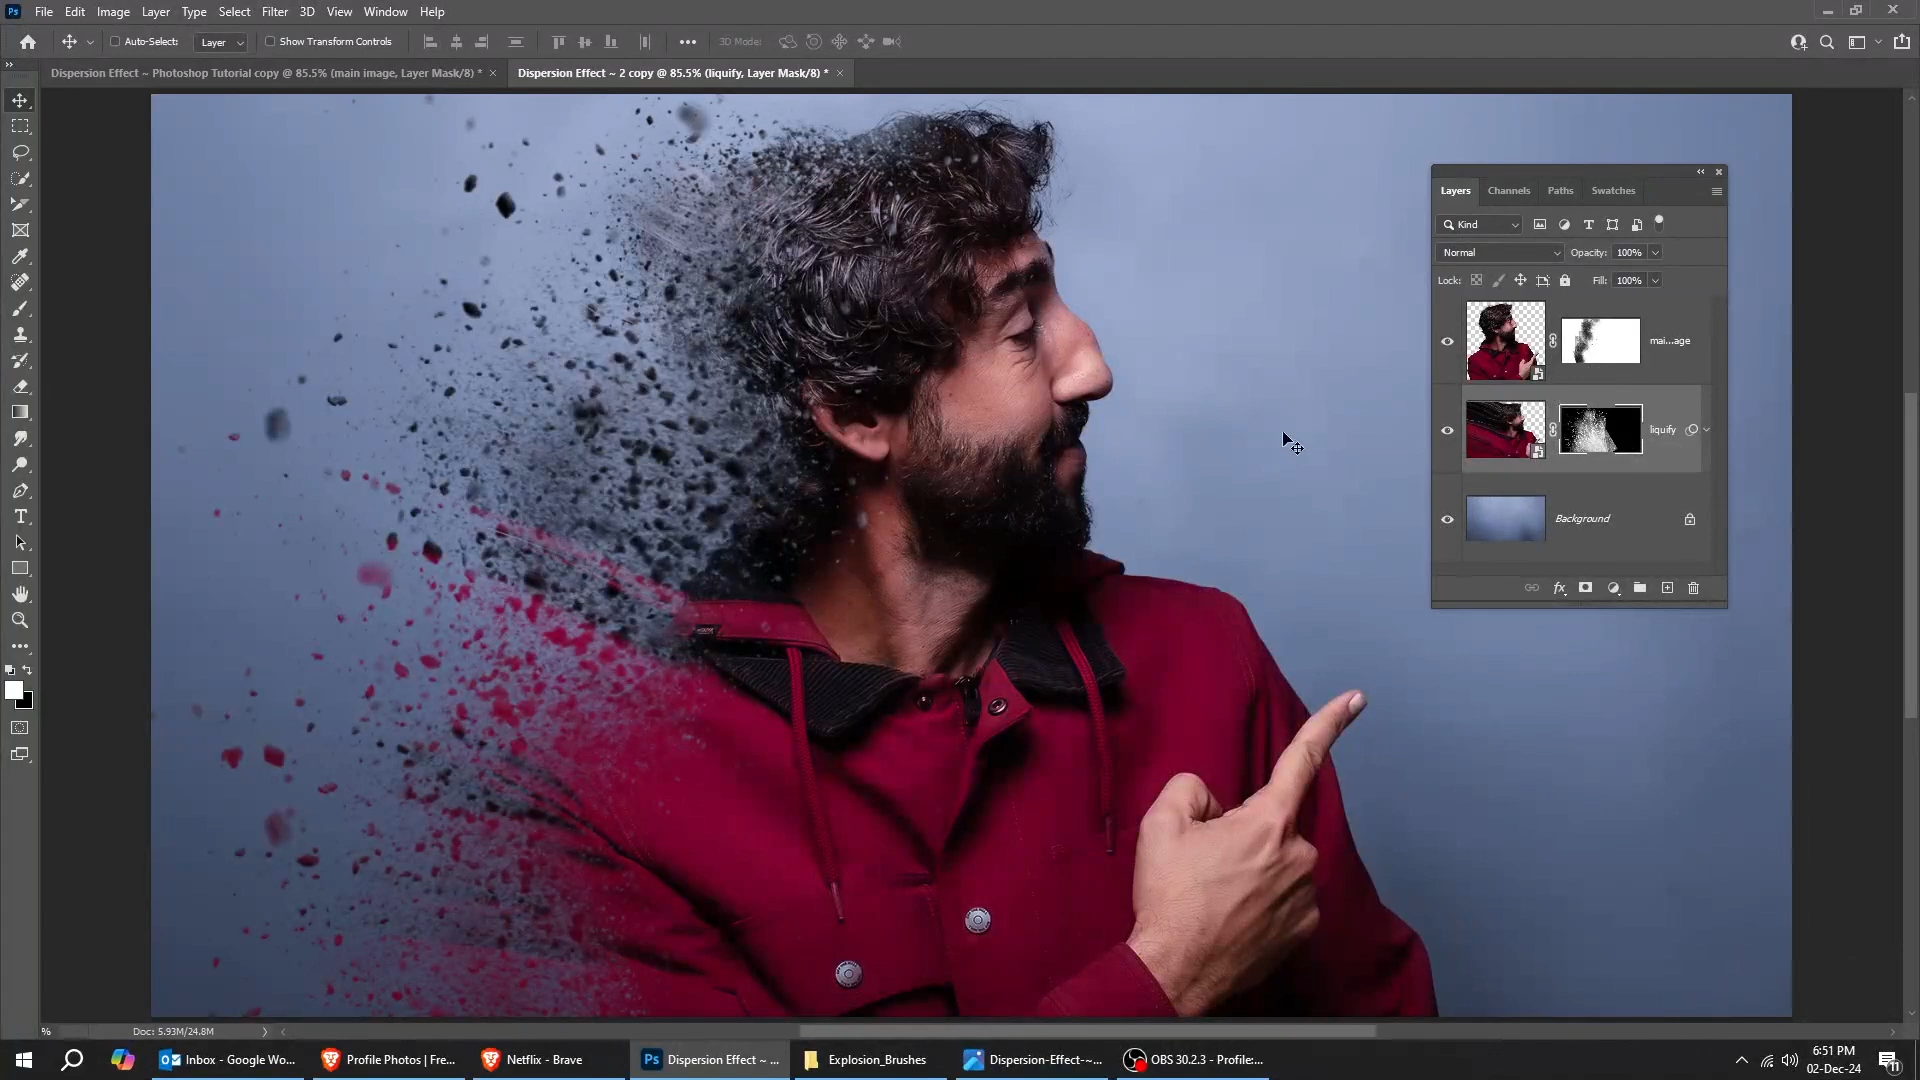 Ps File Edit Image Layer Type Select Filter 3D View Window Help
Auto-Select: Layer Show Transform Controls 3D Mode:
Dispersion Effect ~ Photoshop Tutorial copy @ 85.5% (main image, Layer Mask/8) * Dispersion Effect ~ 2 copy @ 85.5% (liquify, Layer Mask/8) *
Layers Channels Paths Swatches
Kind
Normal Opacity: 100%
Lock: Fill: 100%
mai...age
liquify
Background
fx
% Doc: 5.93M/24.8M
Inbox - Google Wo... Profile Photos | Fre... Netflix - Brave Ps Dispersion Effect ~ ... Explosion_Brushes Dispersion-Effect-~... OBS 30.2.3 - Profile:...
6:51 PM
02-Dec-24
11